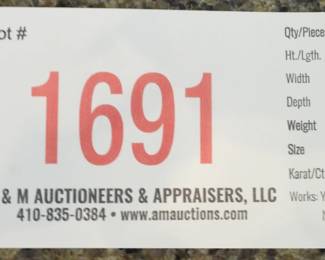 ot #
1691
& M AUCTIONEERS & APPRAISERS, LLC
410-835-0384 • www.amauctions.com
Qty/Piece
Ht./Lgth.
Width
Depth
Weight
Size
Karat/Ct
Works: Y